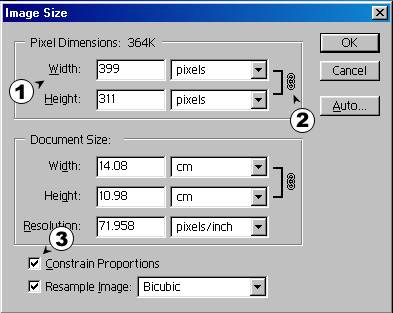 Image Size
Pixel Dimensions: 364K
OK
Width: 399 pixels
1
Cancel
Height: 311 pixels
2
Auto...
Document Size:
Width: 14.08 cm
Height: 10.98 cm
Resolution: 71.958 pixels/inch
3
Constrain Proportions
Resample Image: Bicubic